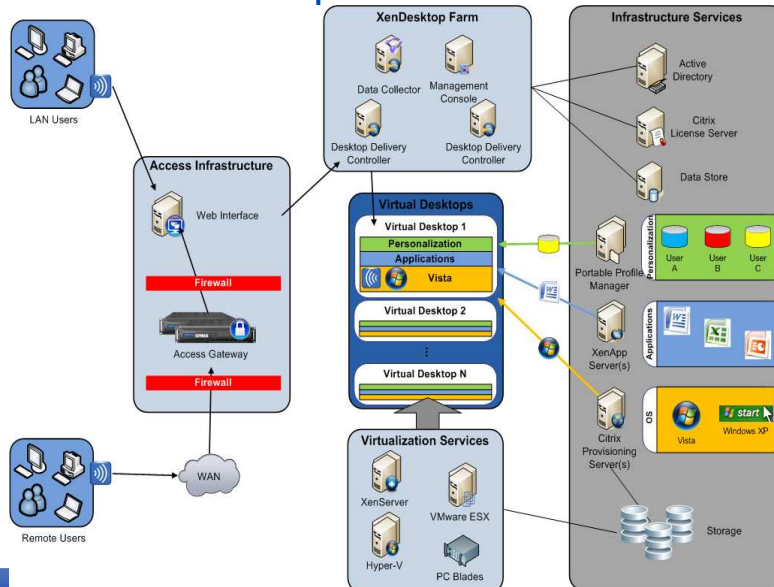 LAN Users
Remote Users
WAN
Access Infrastructure
Web Interface
Firewall
Access Gateway
Firewall
XenDesktop Farm
Data Collector
Management
Console
Desktop Delivery
Controller
Desktop Delivery
Controller
Virtual Desktops
Virtual Desktop 1
Personalization
Applications
Vista
Virtual Desktop 2
Virtual Desktop N
Virtualization Services
XenServer
VMware ESX
Hyper-V
PC Blades
Infrastructure Services
Active
Directory
Citrix
License Server
Data Store
Portable Profile
Manager
Personalization
User
A
User
B
User
C
XenApp
Server(s)
Applications
Citrix
Provisioning
Server(s)
OS
Vista
start
Windows XP
Storage